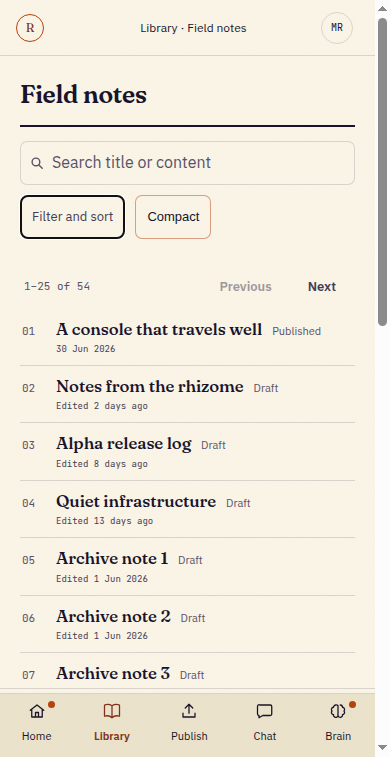 R
Library · Field notes
MR
Field notes
Search title or content
Filter and sort
Compact
1–25 of 54
Previous
Next
01 A console that travels well Published
30 Jun 2026
02 Notes from the rhizome Draft
Edited 2 days ago
03 Alpha release log Draft
Edited 8 days ago
04 Quiet infrastructure Draft
Edited 13 days ago
05 Archive note 1 Draft
Edited 1 Jun 2026
06 Archive note 2 Draft
Edited 1 Jun 2026
07 Archive note 3 Draft
Home
Library
Publish
Chat
Brain